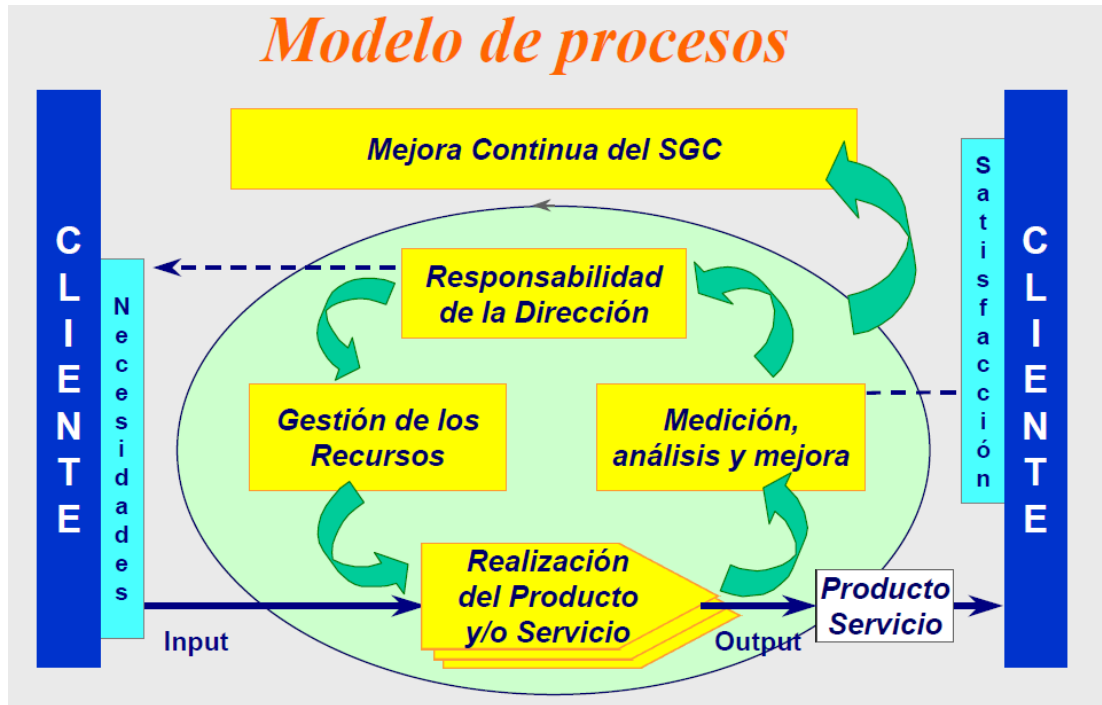 Modelo de procesos
Mejora Continua del SGC
CLIENTE
Necesidades
Responsabilidad
de la Dirección
Gestión de los
Recursos
Medición,
análisis y mejora
Realización
del Producto
y/o Servicio
Input
Output
Producto
Servicio
Satisfacción
CLIENTE